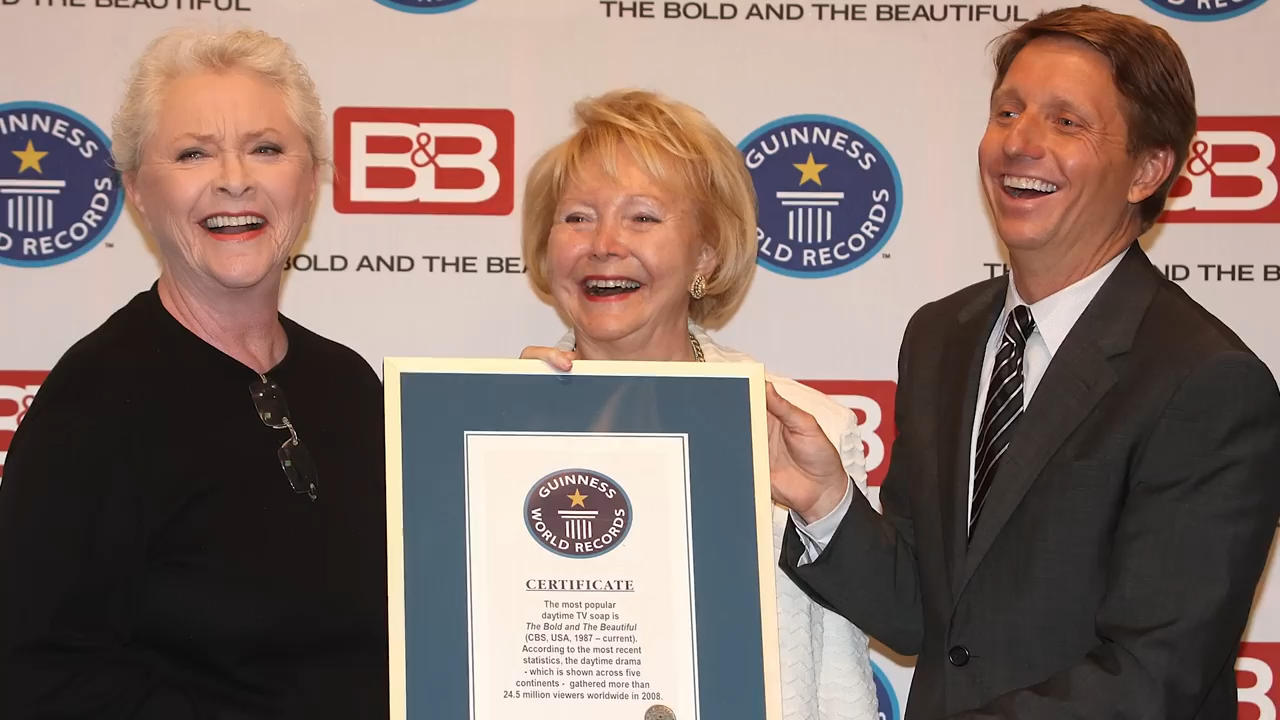 THE BOLD AND THE BEAUTIFUL
GUINNESS
WORLD RECORDS
B&B
GUINNESS
WORLD RECORDS
™
B&B
BOLD AND THE BEA
TH
D THE B
B&B
B
GUINNESS
WORLD RECORDS
CERTIFICATE
The most popular
daytime TV soap is
The Bold and The Beautiful
(CBS, USA, 1987 – current).
According to the most recent
statistics, the daytime drama
- which is shown across five
continents - gathered more than
24.5 million viewers worldwide in 2008.